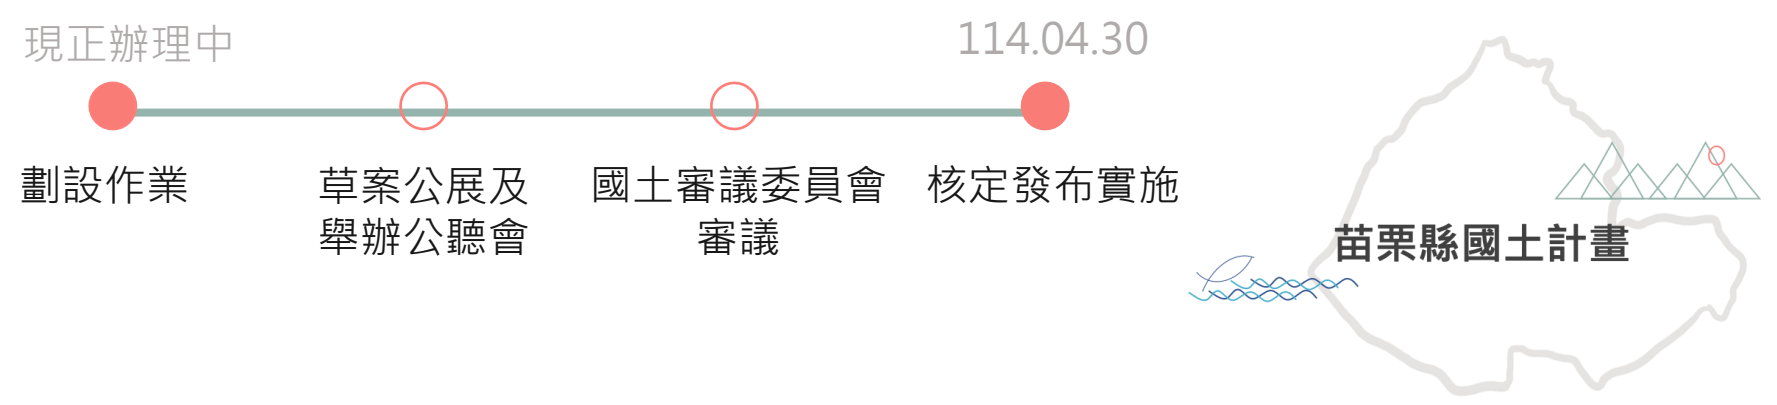 現正辦理中
114.04.30
劃設作業
草案公展及
舉辦公聽會
國土審議委員會
審議
核定發布實施
苗栗縣國土計畫